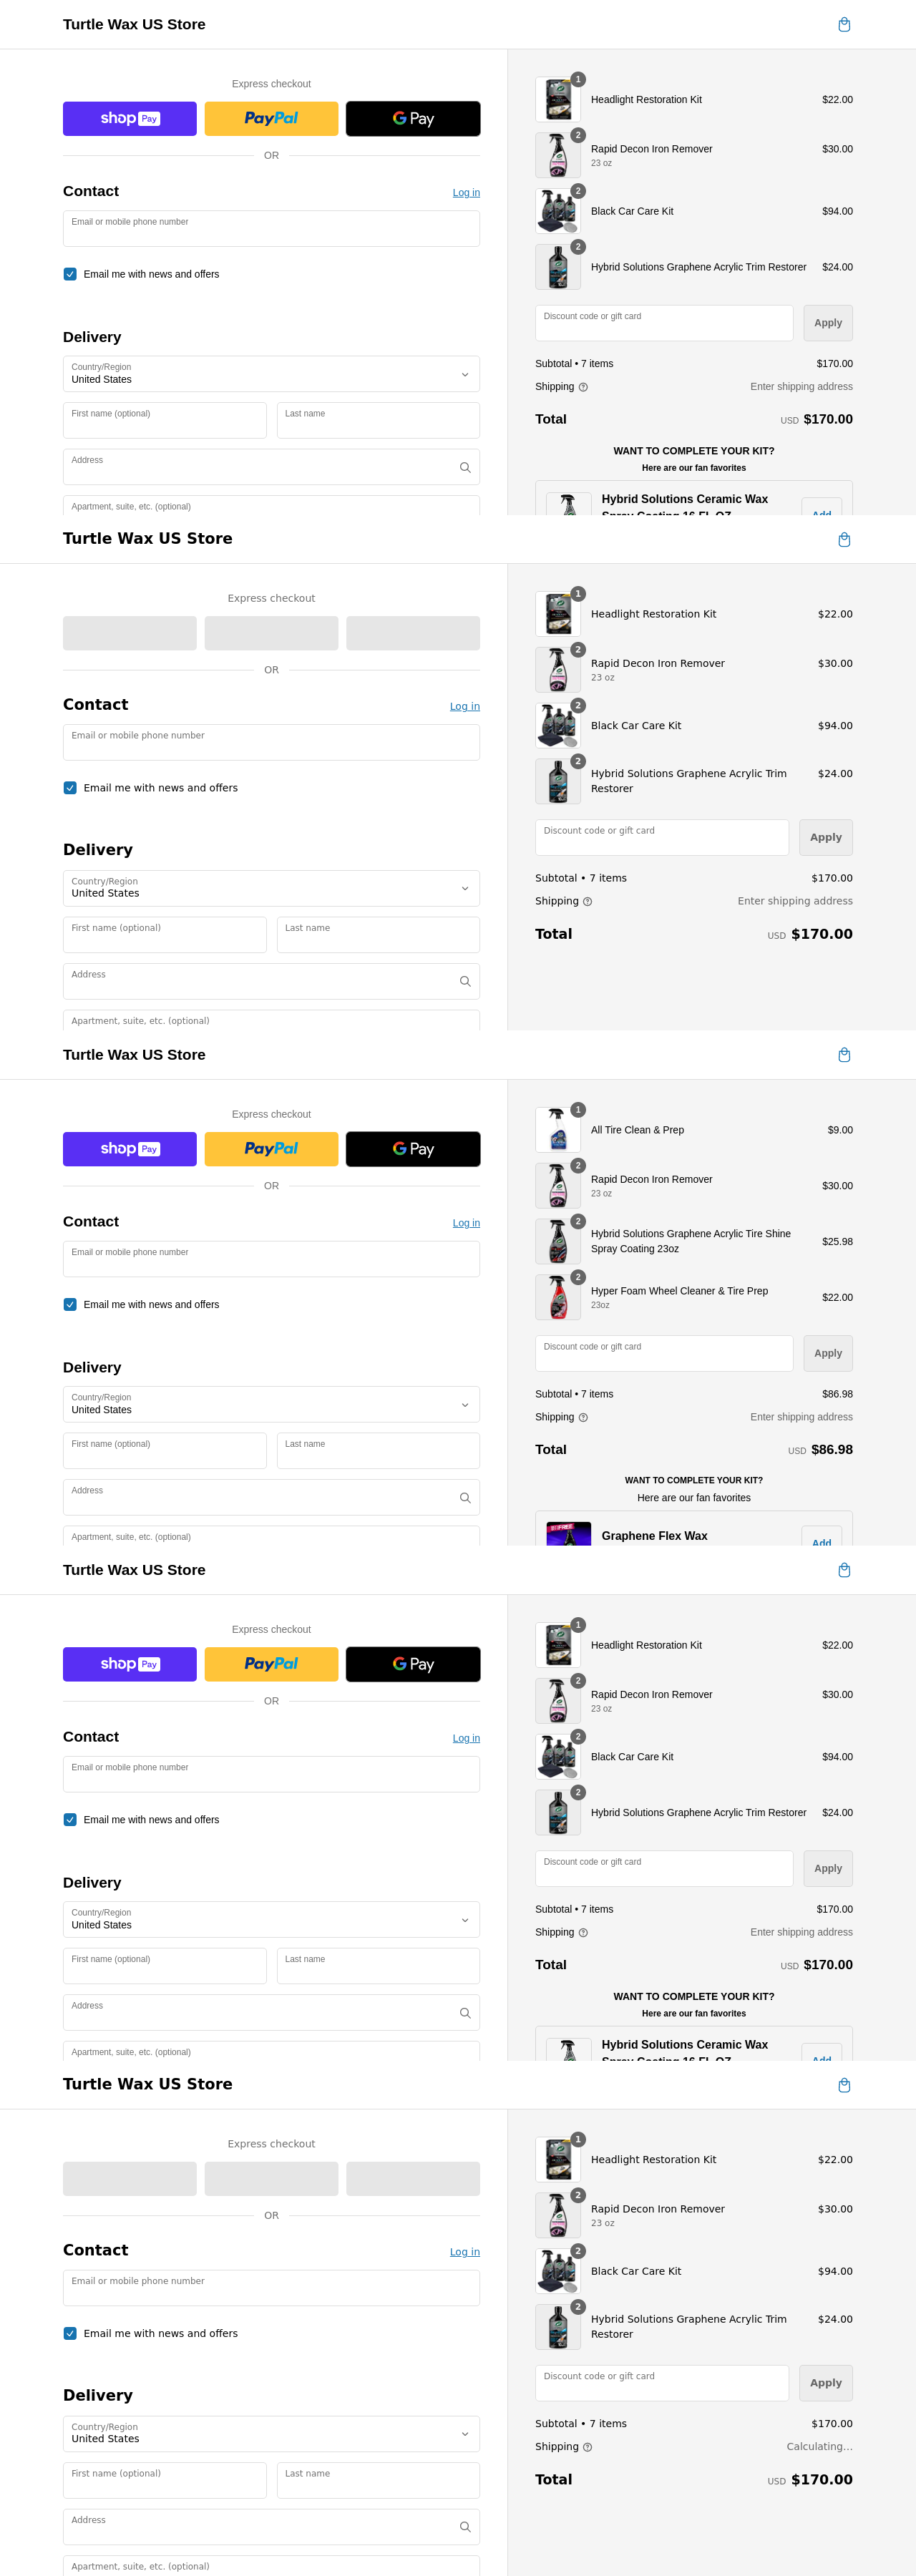 Turtle Wax US Store
Express checkout
shop Pay
PayPal
G Pay
OR
Contact
Log in
Email or mobile phone number
Email me with news and offers
Delivery
Country/Region
United States
First name (optional)
Last name
Address
Apartment, suite, etc. (optional)
1
Headlight Restoration Kit
$22.00
2
Rapid Decon Iron Remover
$30.00
23 oz
2
Black Car Care Kit
$94.00
2
Hybrid Solutions Graphene Acrylic Trim Restorer
$24.00
Discount code or gift card
Apply
Subtotal • 7 items
$170.00
Shipping
Enter shipping address
Total
USD $170.00
WANT TO COMPLETE YOUR KIT?
Here are our fan favorites
Hybrid Solutions Ceramic Wax
Spray Coating 16 FL OZ
Add
Turtle Wax US Store
Express checkout
OR
Contact
Log in
Email or mobile phone number
Email me with news and offers
Delivery
Country/Region
United States
First name (optional)
Last name
Address
Apartment, suite, etc. (optional)
1
Headlight Restoration Kit
$22.00
2
Rapid Decon Iron Remover
$30.00
23 oz
2
Black Car Care Kit
$94.00
2
Hybrid Solutions Graphene Acrylic Trim
Restorer
$24.00
Discount code or gift card
Apply
Subtotal • 7 items
$170.00
Shipping
Enter shipping address
Total
USD $170.00
Turtle Wax US Store
Express checkout
shop Pay
PayPal
G Pay
OR
Contact
Log in
Email or mobile phone number
Email me with news and offers
Delivery
Country/Region
United States
First name (optional)
Last name
Address
Apartment, suite, etc. (optional)
1
All Tire Clean & Prep
$9.00
2
Rapid Decon Iron Remover
$30.00
23 oz
2
Hybrid Solutions Graphene Acrylic Tire Shine
Spray Coating 23oz
$25.98
2
Hyper Foam Wheel Cleaner & Tire Prep
$22.00
23oz
Discount code or gift card
Apply
Subtotal • 7 items
$86.98
Shipping
Enter shipping address
Total
USD $86.98
WANT TO COMPLETE YOUR KIT?
Here are our fan favorites
Graphene Flex Wax
Add
Turtle Wax US Store
Express checkout
shop Pay
PayPal
G Pay
OR
Contact
Log in
Email or mobile phone number
Email me with news and offers
Delivery
Country/Region
United States
First name (optional)
Last name
Address
Apartment, suite, etc. (optional)
1
Headlight Restoration Kit
$22.00
2
Rapid Decon Iron Remover
$30.00
23 oz
2
Black Car Care Kit
$94.00
2
Hybrid Solutions Graphene Acrylic Trim Restorer
$24.00
Discount code or gift card
Apply
Subtotal • 7 items
$170.00
Shipping
Enter shipping address
Total
USD $170.00
WANT TO COMPLETE YOUR KIT?
Here are our fan favorites
Hybrid Solutions Ceramic Wax
Spray Coating 16 FL OZ
Add
Turtle Wax US Store
Express checkout
OR
Contact
Log in
Email or mobile phone number
Email me with news and offers
Delivery
Country/Region
United States
First name (optional)
Last name
Address
Apartment, suite, etc. (optional)
1
Headlight Restoration Kit
$22.00
2
Rapid Decon Iron Remover
$30.00
23 oz
2
Black Car Care Kit
$94.00
2
Hybrid Solutions Graphene Acrylic Trim
Restorer
$24.00
Discount code or gift card
Apply
Subtotal • 7 items
$170.00
Shipping
Calculating...
Total
USD $170.00